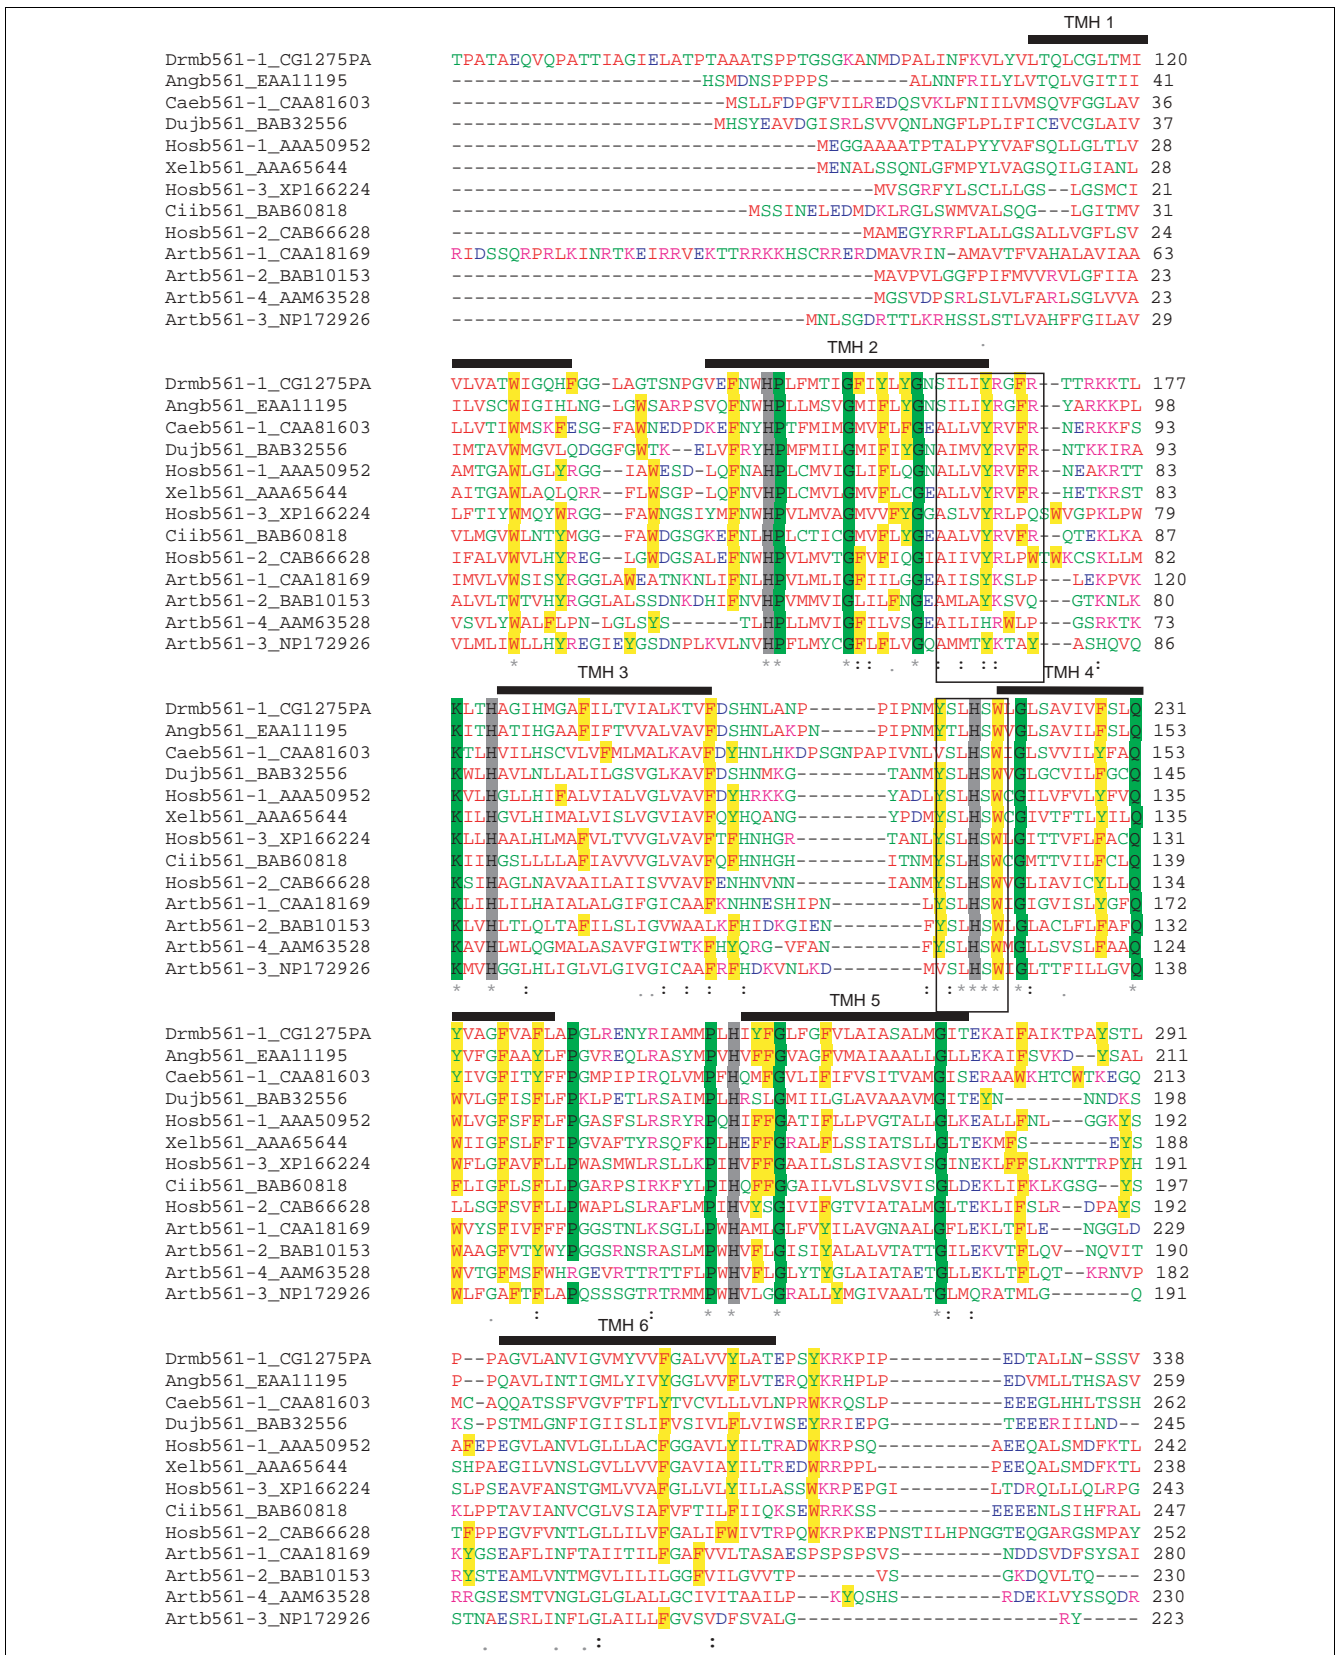 TMH 1
Drmb561-1_CG1275PA TPATAEQVQPATTIAGIELATPTAAATSPPTGSGKANMDPALINFKVLYVLTQLCGLTMI 120
Angb561_EAA11195 ----------------------HSMDNSPPPPS-------ALNNFRILYLVTQLVGITII 41
Caeb561-1_CAA81603 ------------------------MSLLFDPGFVILREDQSVKLFNIILVMSQVFGGLAV 36
Dujb561_BAB32556 -----------------------MHSYEAVDGISRLSVVQNLNGFLPLIFICEVCGLAIV 37
Hosb561-1_AAA50952 --------------------------------MEGGAAAATPTALPYYVAFSQLLGLTLV 28
Xelb561_AAA65644 --------------------------------MENALSSQNLGFMPYLVAGSQILGIANL 28
Hosb561-3_XP166224 -------------------------------------MVSGRFYLSCLLLGS--LGSMCI 21
Ciib561_BAB60818 --------------------------MSSINELEDMDKLRGLSWMVALSQG---LGITMV 31
Hosb561-2_CAB66628 ------------------------------------MAMEGYRRFLALLGSALLVGFLSV 24
Artb561-1_CAA18169 RIDSSQRPRLKINRTKEIRRVEKTTRRKKHSCRRERDMAVRIN-AMAVTFVAHALAVIAA 63
Artb561-2_BAB10153 -------------------------------------MAVPVLGGFPIFMVVRVLGFIIA 23
Artb561-4_AAM63528 -------------------------------------MGSVDPSRLSLVLFARLSGLVVA 23
Artb561-3_NP172926 -------------------------------MNLSGDRTTLKRHSSLSTLVAHFFGILAV 29
.
TMH 2
Drmb561-1_CG1275PA VLVATWIGQHFGG-LAGTSNPGVEFNWHPLFMTIGFIYLYGNSILIYRGFR--TTRKKTL 177
Angb561_EAA11195 ILVSCWIGIHLNG-LGWSARPSVQFNWHPLLMSVGMIFLYGNSILIYRGFR--YARKKPL 98
Caeb561-1_CAA81603 LLVTIWMSKFESG-FAWNEDPDKEFNYHPTFMIMGMVFLFGEALLVYRVFR--NERKKFS 93
Dujb561_BAB32556 IMTAVWMGVLQDGGFGWTK--ELVFRYHPMFMILGMIFIYGNAIMVYRVFR--NTKKIRA 93
Hosb561-1_AAA50952 AMTGAWLGLYRGG--IAWESD-LQFNAHPLCMVIGLIFLQGNALLVYRVFR--NEAKRTT 83
Xelb561_AAA65644 AITGAWLAQLQRR--FLWSGP-LQFNVHPLCMVLGMVFLCGEALLVYRVFR--HETKRST 83
Hosb561-3_XP166224 LFTIYWMQYWRGG--FAWNGSIYMFNWHPVLMVAGMVVFYGGASLVYRLPQSWVGPKLPW 79
Ciib561_BAB60818 VLMGVWLNTYMGG--FAWDGSGKEFNLHPLCTICGMVFLYGEAALVYRVFR--QTEKLKA 87
Hosb561-2_CAB66628 IFALVWVLHYREG--LGWDGSALEFNWHPVLMVTGFVFIQGIAIIVYRLPWTWKCSKLLM 82
Artb561-1_CAA18169 IMVLVWSISYRGGLAWEATNKNLIFNLHPVLMLIGFIILGGEAIISYKSLP--LEKPVK 120
Artb561-2_BAB10153 ALVLTWTVHYRGGLALSSDNKDHIFNVHPVMMVIGLILFNGEAMLAYKSVQ--GTKNLK 80
Artb561-4_AAM63528 VSVLYWALFLPN-LGLSYS------TLHPLLMVIGFILVSGEAILIHRWLP--GSRKTK 73
Artb561-3_NP172926 VLMLIWLLHYREGIEYGSDNPLKVLNVHPFLMYCGFLFLVGQAMMTYKTAY--ASHQVQ 86
* ** *:: . * : : :: :
TMH 3 TMH 4
Drmb561-1_CG1275PA KLTHAGIHMGAFILTVIALKTVFDSHNLANP------PIPNMYSLHSWLGLSAVIVFSLQ 231
Angb561_EAA11195 KITHATIHGAAFIFTVVALVAVFDSHNLAKPN-----PIPNMYTLHSWVGLSAVILFSLQ 153
Caeb561-1_CAA81603 KTLHVILHSCVLVFMLMALKAVFDYHNLHKDPSGNPAPIVNLVSLHSWIGLSVVILYFAQ 153
Dujb561_BAB32556 KWLHAVLNLLALILGSVGLKAVFDSHNMKG--------TANMYSLHSWVGLGCVILFGCQ 145
Hosb561-1_AAA50952 KVLHGLLHIFALVIALVGLVAVFDYHRKKG--------YADLYSLHSWCGILVFVLYFVQ 135
Xelb561_AAA65644 KILHGVLHIMALVISLVGVIAVFQYHQANG--------YPDMYSLHSWCGIVTFTLYILQ 135
Hosb561-3_XP166224 KLLHAALHLMAFVLTVVGLVAVFTFHNHGR--------TANLYSLHSWLGITTVFLFACQ 131
Ciib561_BAB60818 KIIHGSLLLLAFIAVVVGLVAVFQFHNHGH--------ITNMYSLHSWCGMTTVILFCLQ 139
Hosb561-2_CAB66628 KSIHAGLNAVAAILAIISVVAVFENHNVNN--------IANMYSLHSWVGLIAVICYLLQ 134
Artb561-1_CAA18169 KLIHLILHAIALALGIFGICAAFKNHNESHIPN--------LYSLHSWIGIGVISLYGFQ 172
Artb561-2_BAB10153 KLVHLTLQLTAFILSLIGVWAALKFHIDKGIEN--------FYSLHSWLGLACLFLFAFQ 132
Artb561-4_AAM63528 KAVHLWLQGMALASAVFGIWTKFHYQRG-VFAN--------FYSLHSWMGLLSVSLFAAQ 124
Artb561-3_NP172926 KMVHGGLHLIGLVLGIVGICAAFRFHDKVNLKD--------MVSLHSWIGLTTFILLGVQ 138
* * : ..: : : : : :**** *: . *
TMH 5
Drmb561-1_CG1275PA YVAGFVAFLAPGLRENYRIAMMPLHIYFGLFGFVLAIASALMGITEKAIFAIKTPAYSTL 291
Angb561_EAA11195 YVFGFAAYLFPGVREQLRASYMPVHVFFGVAGFVMAIAAALLGLLEKAIFSVKD--YSAL 211
Caeb561-1_CAA81603 YIVGFITYFFPGMPIPIRQLVMPFHQMFGVLIFIFVSITVAMGISERAAWKHTCWTKEGQ 213
Dujb561_BAB32556 WVLGFISFLFPKLPETLRSAIMPLHRSLGMIILGLAVAAAVMGITEYN------NNDKS 198
Hosb561-1_AAA50952 WLVGFSFFLFPGASFSLRSRYRPQHIFFGATIFLLPVGTALLGLKEALLFNL---GGKYS 192
Xelb561_AAA65644 WIIGFSLFFIPGVAFTYRSQFKPLHEFFGRALFLSSIATSLLGLTEKMFS-------EYS 188
Hosb561-3_XP166224 WFLGFAVFLLPWASMWLRSLLKPIHVFFGAAILSLSIASVISGINEKLFFSLKNTTRPYH 191
Ciib561_BAB60818 FLIGFLSFLLPGARPSIRKFYLPIHQFFGGAILVLSLVSVISGLDEKLIFKLKGSG--YS 197
Hosb561-2_CAB66628 LLSGFSVFLLPWAPLSLRAFLMPIHVYSGIVIFGTVIATALMGLTEKLIFSLR--DPAYS 192
Artb561-1_CAA18169 WVYSFIVFFFPGGSTNLKSGLLPWHAMLGLFVYILAVGNAALGFLEKLTFLE---NGGLD 229
Artb561-2_BAB10153 WAAGFVTYWYPGGSRNSRASLMPWHVFLGISIYALALVTATTGILEKVTFLQV--NQVIT 190
Artb561-4_AAM63528 WVTGFMSFWHRGEVRTTRTTFLPWHVFLGLYTYGLAIATAETGLLEKLTFLQT--KRNVP 182
Artb561-3_NP172926 WLFGAFTFLAPQSSSGTRTRMMPWHVLGGRALLYMGIVAALTGLMQRATMLG-------Q 191
. : : * * * *: :
TMH 6
Drmb561-1_CG1275PA P--PAGVLANVIGVMYVVFGALVVYLATEPSYKRKPIP----------EDTALLN-SSSV 338
Angb561_EAA11195 P--PQAVLINTIGMLYIVYGGLVVFLVTERQYKRHPLP----------EDVMLLTHSASV 259
Caeb561-1_CAA81603 MC-AQQATSSFVGVFTFLYTVCVLLLVLNPRWKRQSLP----------EEEGLHHLTSSH 262
Dujb561_BAB32556 KS-PSTMLGNFIGIISLIFVSIVLFLVIWSEYRRIEPG----------TEEERIILND-- 245
Hosb561-1_AAA50952 AFEPEGVLANVLGLLLACFGGAVLYILTRADWKRPSQ----------AEEQALSMDFKTL 242
Xelb561_AAA65644 SHPAEGILVNSLGVLLVVFGAVIAYILTREDWRRPPL----------PEEQALSMDFKTL 238
Hosb561-3_XP166224 SLPSEAVFANSTGMLVVAFGLLVLYILLASSWKRPEPGI--------LTDRQLLLQLRPG 243
Ciib561_BAB60818 KLPPTAVIANVCGLVSIAFVFTILFIIQKSEWRRKSS----------EEEENLSIHFRAL 247
Hosb561-2_CAB66628 TFPPEGVFVNTLGLLILVFGALIFWIVTRPQWKRPKEPNSTILHPNGGTEQGARGSMPAY 252
Artb561-1_CAA18169 KYGSEAFLINFTAIITILFGAFVVLTASAESPSPSPSVS---------NDDSVDFSYSAI 280
Artb561-2_BAB10153 RYSTEAMLVNTMGVLILILGGFVILGVVTP------VS---------GKDQVLTQ---- 230
Artb561-4_AAM63528 RRGSESMTVNGLGLGLALLGCIVITAAILP---KYQSHS---------RDEKLVYSSQDR 230
Artb561-3_NP172926 STNAESRLINFLGLAILLFGVSVDFSVALG-----------------------RY----- 223
. . . : :